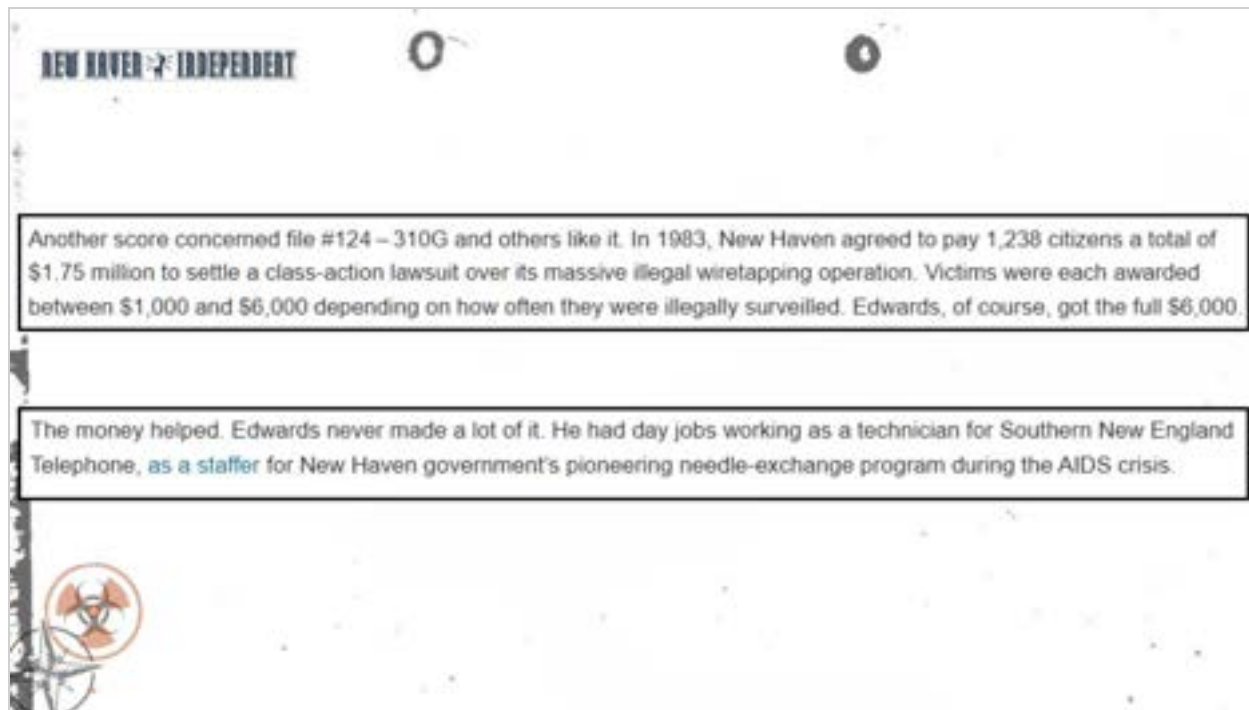 NEW HAVEN INDEPENDENT
Another score concerned file #124 – 310G and others like it. In 1983, New Haven agreed to pay 1,238 citizens a total of
$1.75 million to settle a class-action lawsuit over its massive illegal wiretapping operation. Victims were each awarded
between $1,000 and $6,000 depending on how often they were illegally surveilled. Edwards, of course, got the full $6,000.
The money helped. Edwards never made a lot of it. He had day jobs working as a technician for Southern New England
Telephone, as a staffer for New Haven government's pioneering needle-exchange program during the AIDS crisis.